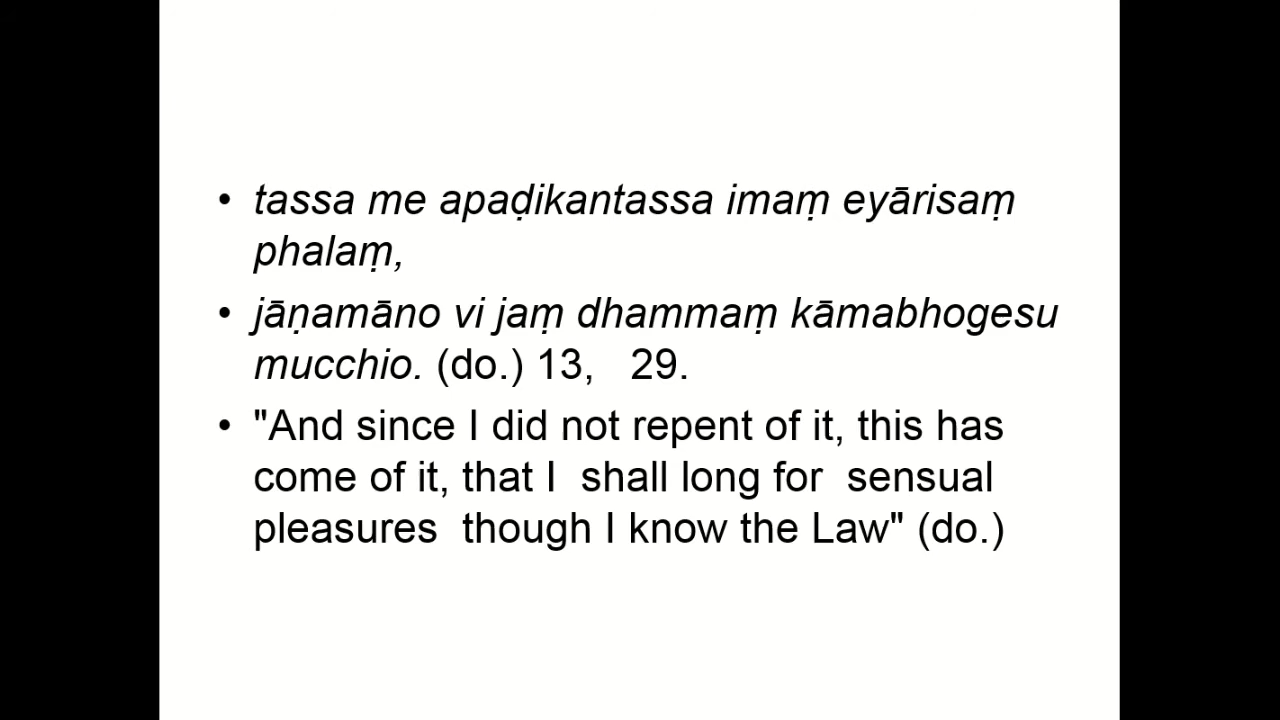 • tassa me apaḍikantassa imaṃ eyārisaṃ
phalaṃ,
• jāṇamāno vi jaṃ dhammaṃ kāmabhogesu
mucchio. (do.) 13, 29.
• "And since I did not repent of it, this has
come of it, that I shall long for sensual
pleasures though I know the Law" (do.)